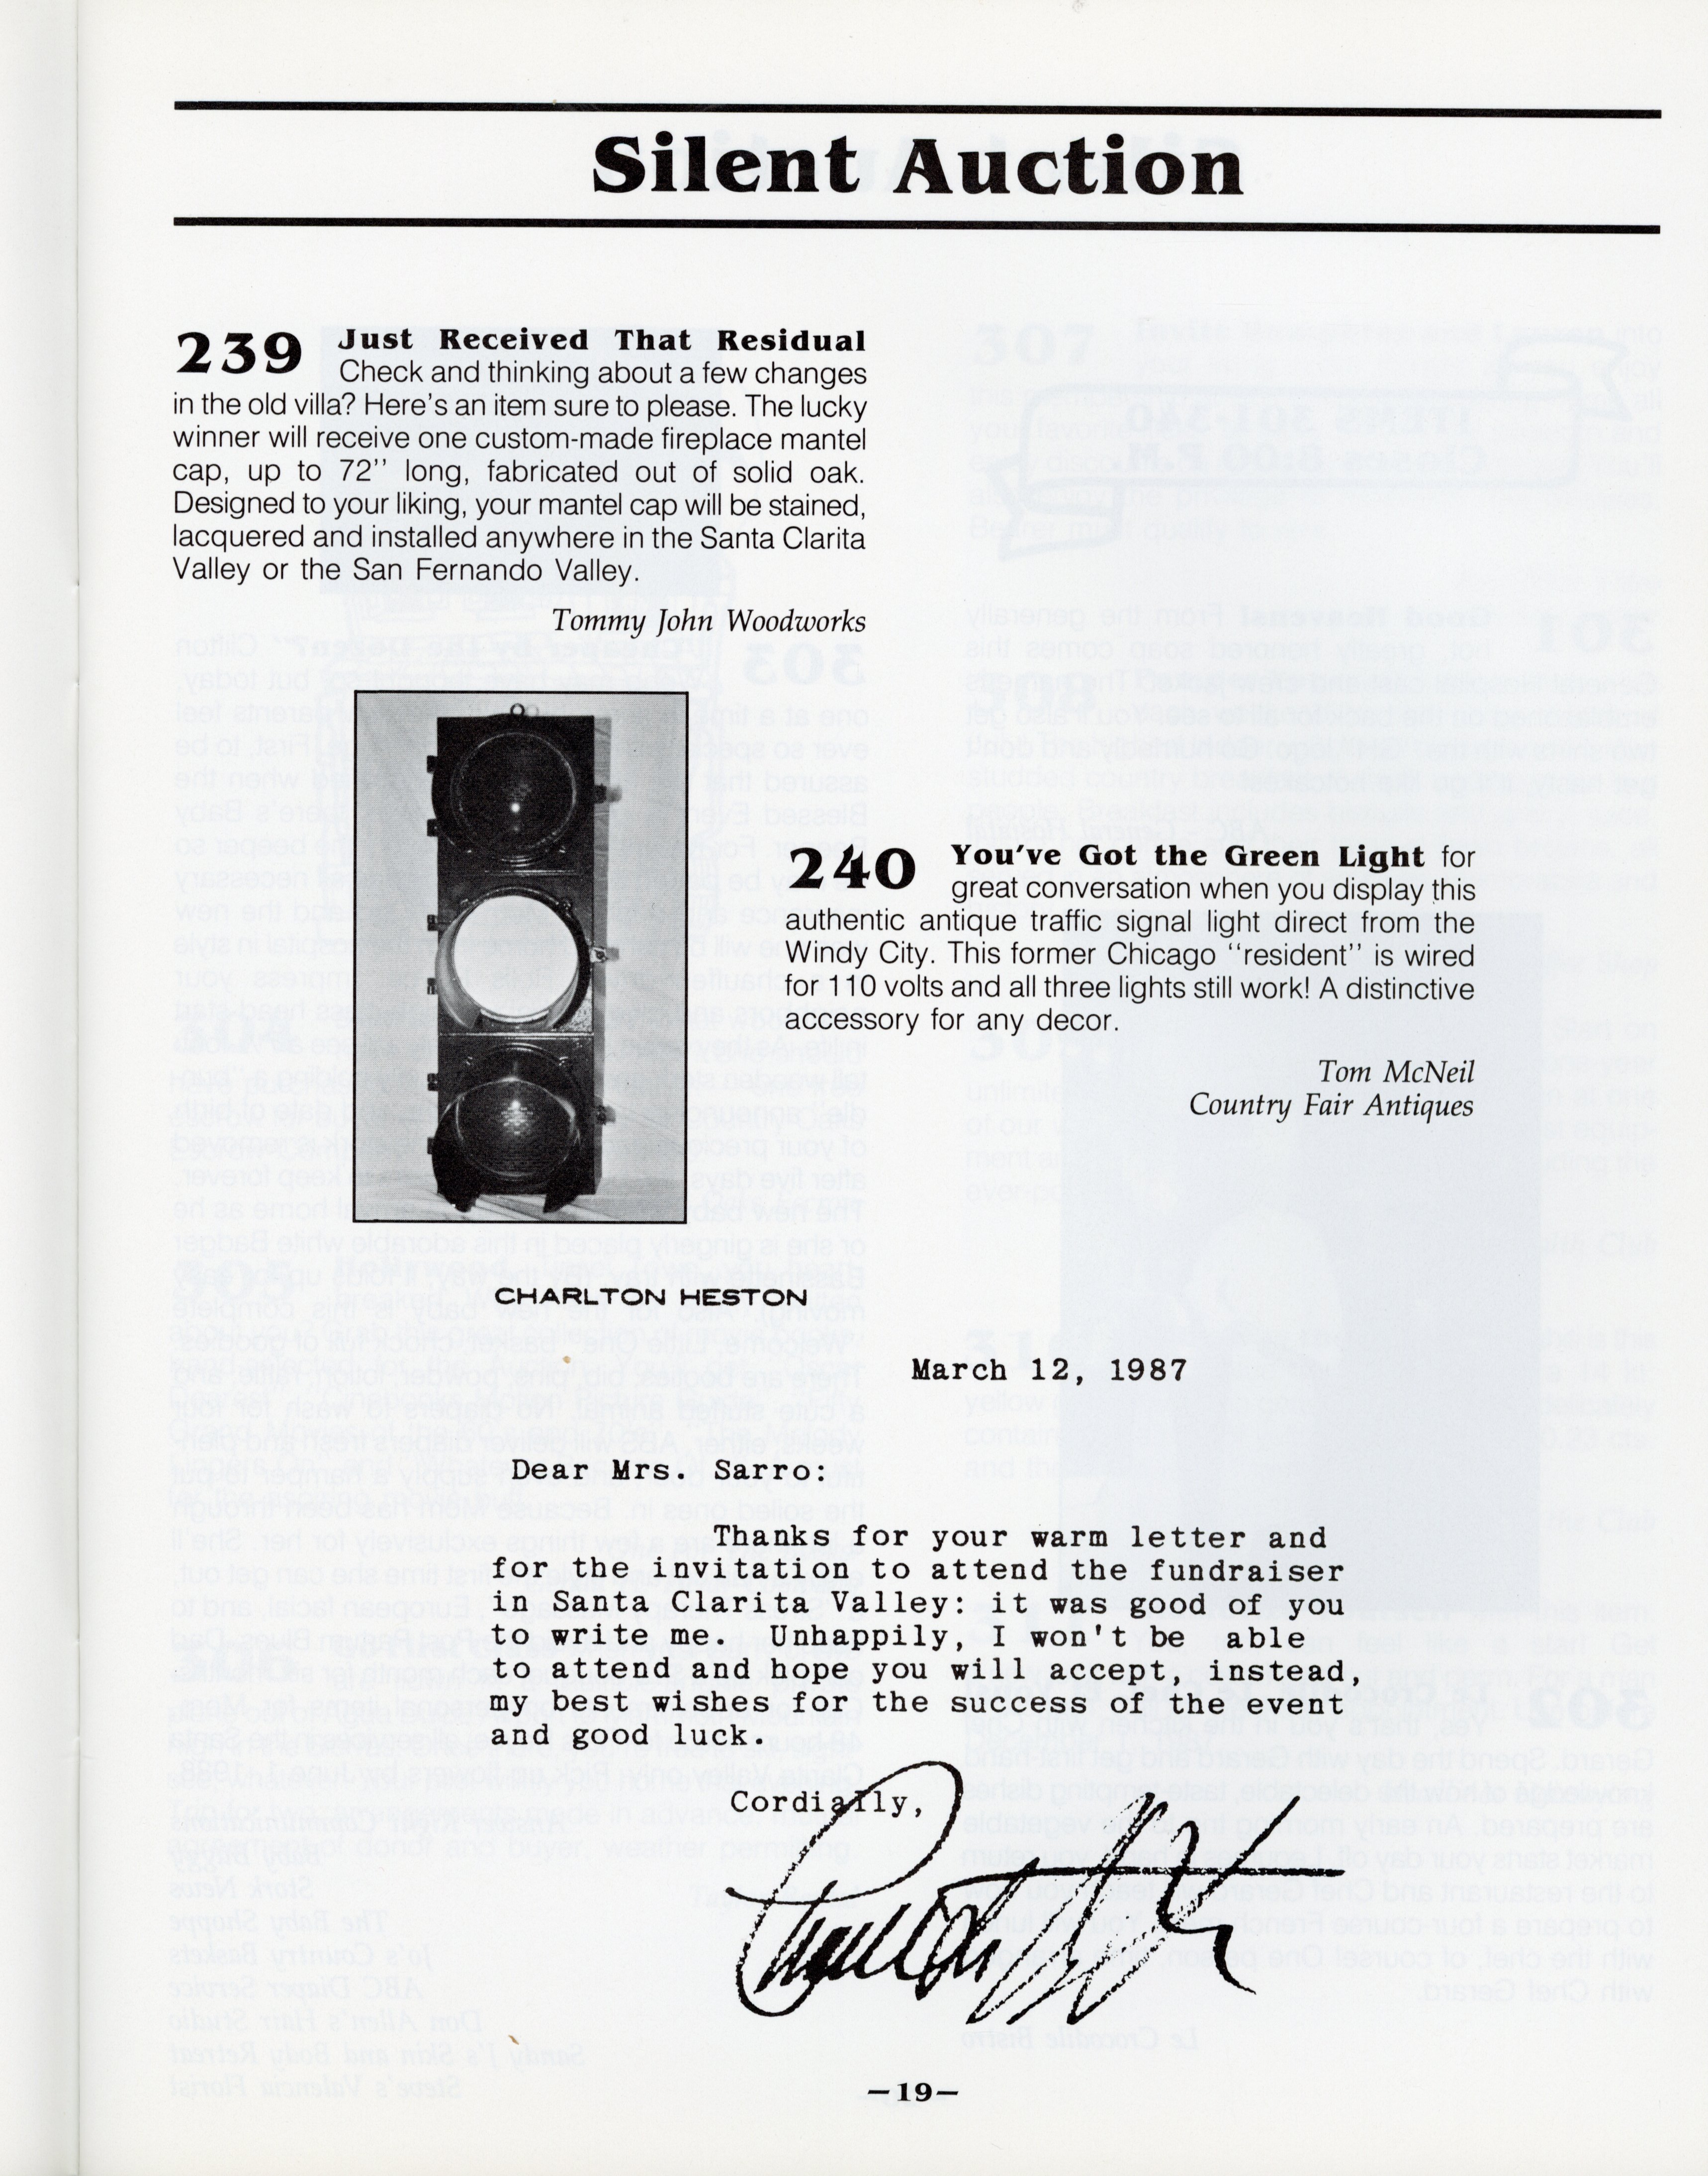 Silent Auction
239 Just Received That Residual
Check and thinking about a few changes
in the old villa? Here's an item sure to please. The lucky
winner will receive one custom-made fireplace mantel
cap, up to 72'' long, fabricated out of solid oak.
Designed to your liking, your mantel cap will be stained,
lacquered and installed anywhere in the Santa Clarita
Valley or the San Fernando Valley.
Tommy John Woodworks
240 You've Got the Green Light for
great conversation when you display this
authentic antique traffic signal light direct from the
Windy City. This former Chicago ''resident'' is wired
for 110 volts and all three lights still work! A distinctive
accessory for any decor.
Tom McNeil
Country Fair Antiques
CHARLTON HESTON
March 12, 1987
Dear Mrs. Sarro:
Thanks for your warm letter and
for the invitation to attend the fundraiser
in Santa Clarita Valley: it was good of you
to write me. Unhappily, I won't be able
to attend and hope you will accept, instead,
my best wishes for the success of the event
and good luck.
Cordially,
Charlton Heston
—19—